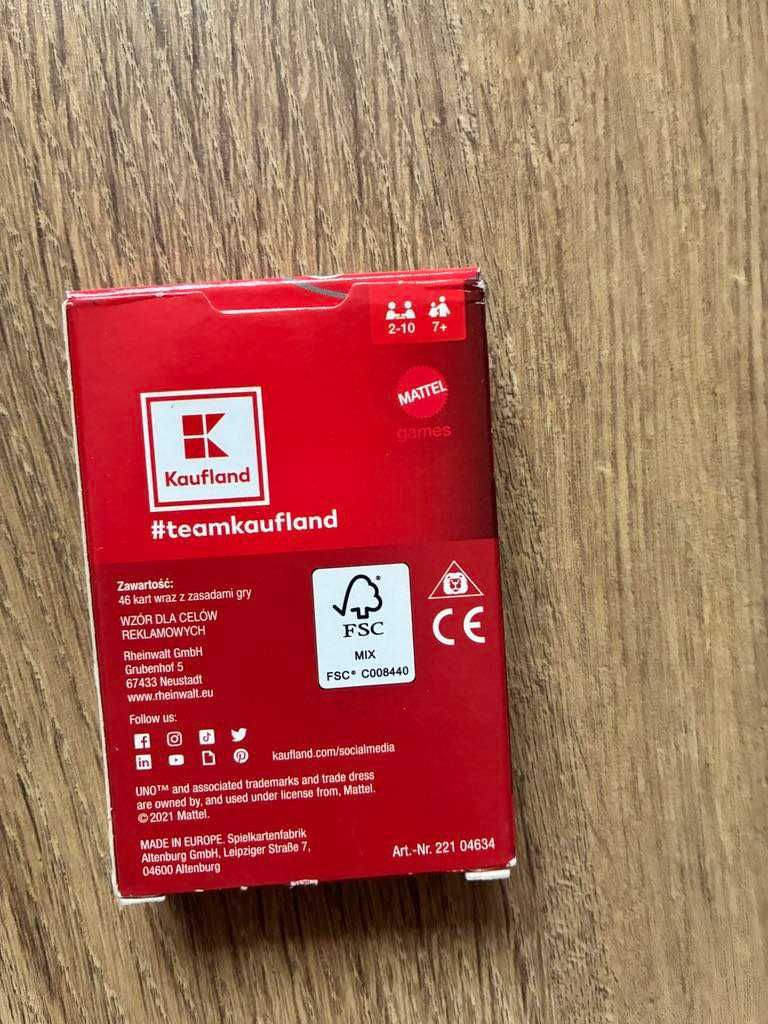 2-10 7+
MATTEL
games
Kaufland
#teamkaufland
Zawartość:
46 kart wraz z zasadami gry
WZÓR DLA CELÓW
REKLAMOWYCH
Rheinwalt GmbH
Grubenhof 5
67433 Neustadt
www.rheinwalt.eu
FSC®
MIX
FSC® C008440
CE
Follow us:
kaufland.com/socialmedia
UNO™ and associated trademarks and trade dress
are owned by, and used under license from, Mattel.
© 2021 Mattel.
MADE IN EUROPE. Spielkartenfabrik
Altenburg GmbH, Leipziger Straße 7,
04600 Altenburg
Art.-Nr. 221 04634